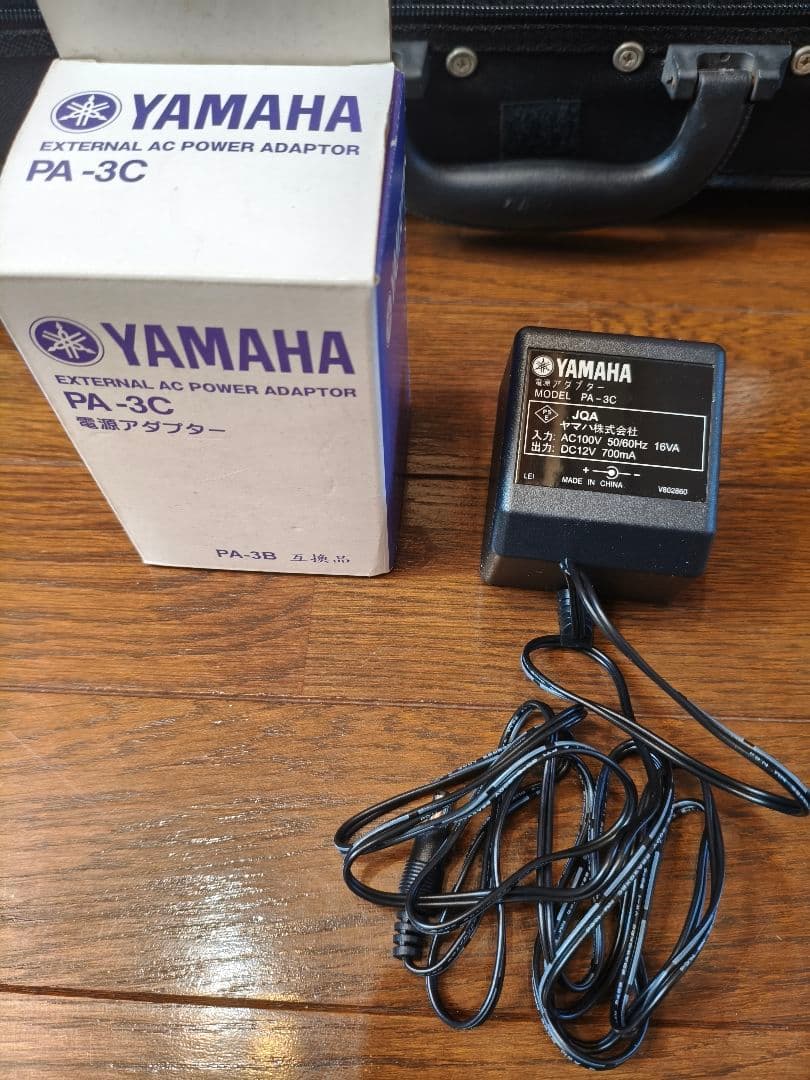 YAMAHA
EXTERNAL AC POWER ADAPTOR
PA-3C
YAMAHA
EXTERNAL AC POWER ADAPTOR
PA-3C
電源アダプター
PA-3B 互換品
YAMAHA
電源アダプター
MODEL PA-3C
PS E JQA
ヤマハ株式会社
入力: AC100V 50/60Hz 16VA
出力: DC12V 700mA
+ -
LEI MADE IN CHINA V802860